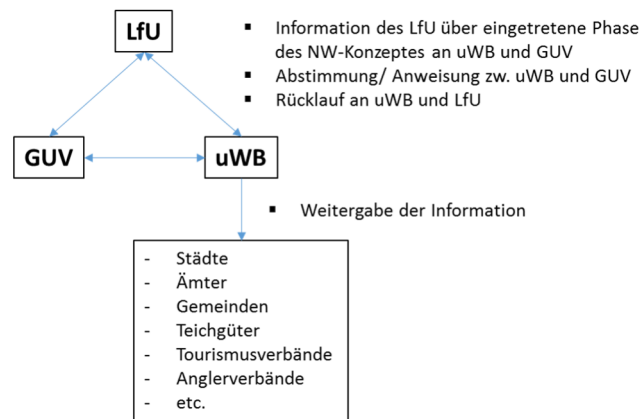 LfU
▪ Information des LfU über eingetretene Phase
des NW-Konzeptes an uWB und GUV
▪ Abstimmung/ Anweisung zw. uWB und GUV
▪ Rücklauf an uWB und LfU
GUV
uWB
▪ Weitergabe der Information
- Städte
- Ämter
- Gemeinden
- Teichgüter
- Tourismusverbände
- Anglerverbände
- etc.